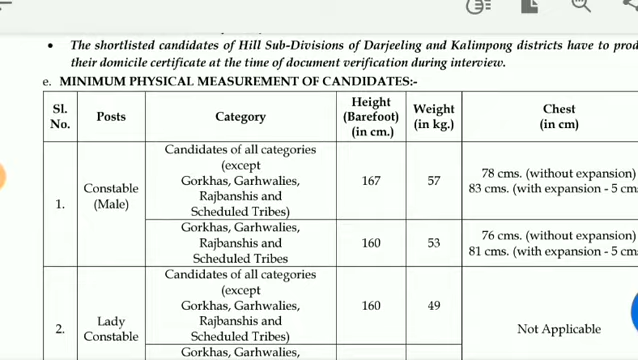 • The shortlisted candidates of Hill Sub-Divisions of Darjeeling and Kalimpong districts have to
their domicile certificate at the time of document verification during interview.
e. MINIMUM PHYSICAL MEASUREMENT OF CANDIDATES:-
Sl. No. Posts Category Height (Barefoot) (in cm.) Weight (in kg.) Chest (in cm)
1. Constable (Male)
Candidates of all categories
(except
Gorkhas, Garhwalies,
Rajbanshis and
Scheduled Tribes)
167 57
78 cms. (without expansion)
83 cms. (with expansion - 5
Gorkhas, Garhwalies,
Rajbanshis and
Scheduled Tribes
160 53
76 cms. (without expansion)
81 cms. (with expansion - 5
2. Lady Constable
Candidates of all categories
(except
Gorkhas, Garhwalies,
Rajbanshis and
Scheduled Tribes)
160 49
Not Applicable
Gorkhas, Garhwalies,